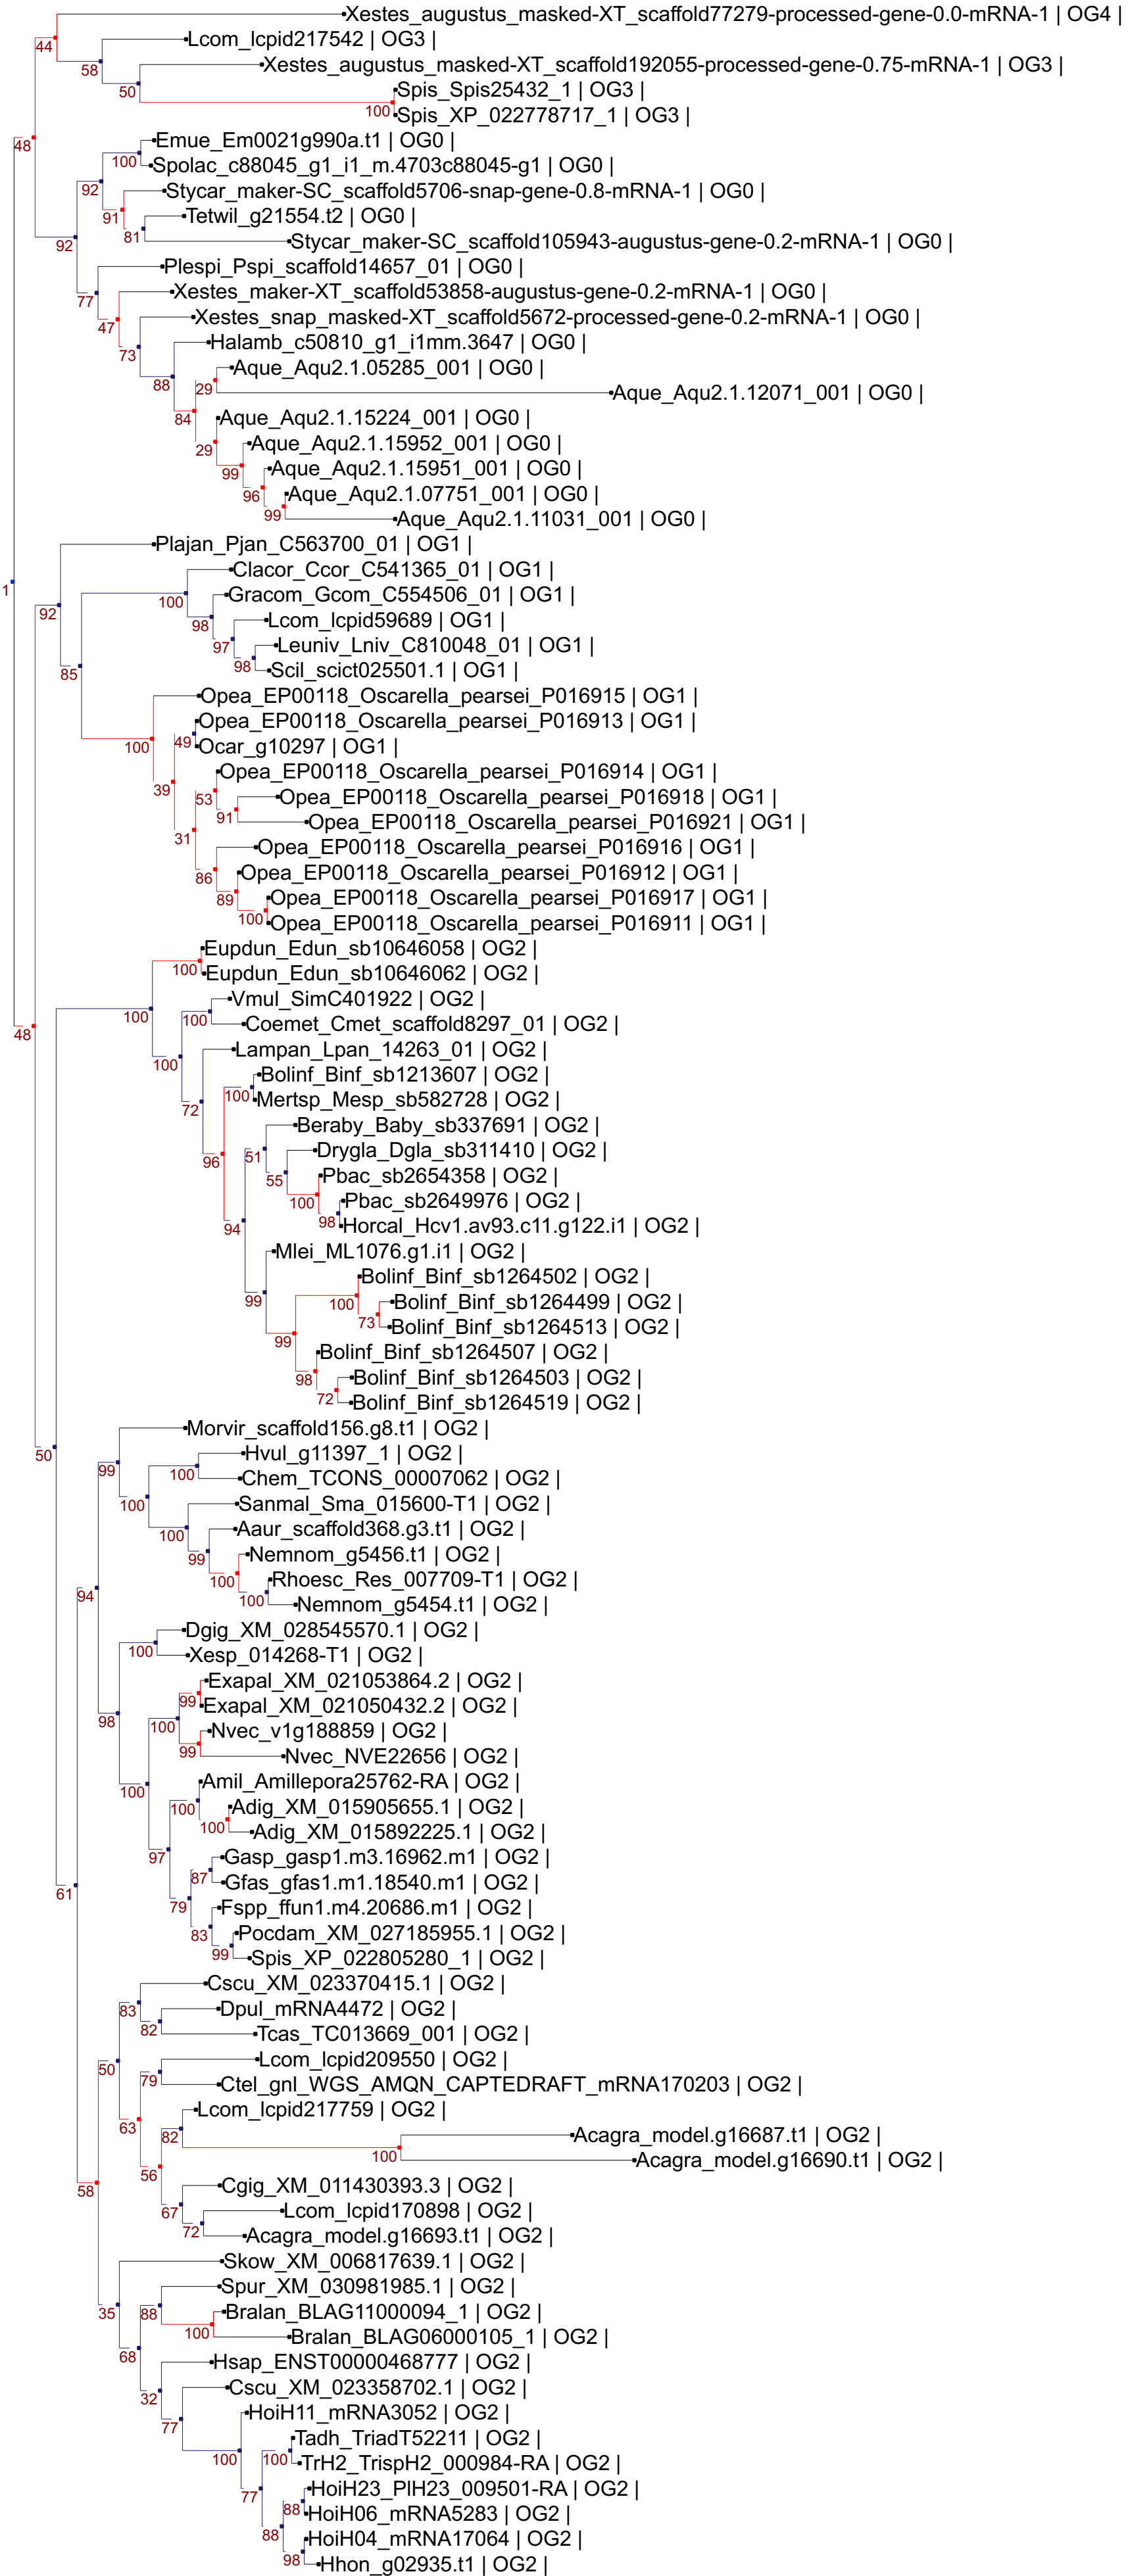 Xestes_augustus_masked-XT_scaffold77279-processed-gene-0.0-mRNA-1 | OG4 |
44
Lcom_lcpid217542 | OG3 |
58
Xestes_augustus_masked-XT_scaffold192055-processed-gene-0.75-mRNA-1 | OG3 |
50
Spis_Spis25432_1 | OG3 |
100
Spis_XP_022778717_1 | OG3 |
48
Emue_Em0021g990a.t1 | OG0 |
100
Spolac_c88045_g1_i1_m.4703c88045-g1 | OG0 |
92
Stycar_maker-SC_scaffold5706-snap-gene-0.8-mRNA-1 | OG0 |
91
Tetwil_g21554.t2 | OG0 |
81
Stycar_maker-SC_scaffold105943-augustus-gene-0.2-mRNA-1 | OG0 |
92
Plespi_Pspi_scaffold14657_01 | OG0 |
77
Xestes_maker-XT_scaffold53858-augustus-gene-0.2-mRNA-1 | OG0 |
47
Xestes_snap_masked-XT_scaffold5672-processed-gene-0.2-mRNA-1 | OG0 |
73
Halamb_c50810_g1_i1mm.3647 | OG0 |
88
Aque_Aqu2.1.05285_001 | OG0 |
29
Aque_Aqu2.1.12071_001 | OG0 |
84
Aque_Aqu2.1.15224_001 | OG0 |
29
Aque_Aqu2.1.15952_001 | OG0 |
99
Aque_Aqu2.1.15951_001 | OG0 |
96
Aque_Aqu2.1.07751_001 | OG0 |
99
Aque_Aqu2.1.11031_001 | OG0 |
Plajan_Pjan_C563700_01 | OG1 |
1
92
Clacor_Ccor_C541365_01 | OG1 |
100
Gracom_Gcom_C554506_01 | OG1 |
98
Lcom_lcpid59689 | OG1 |
97
Leuniv_Lniv_C810048_01 | OG1 |
98
Scil_scict025501.1 | OG1 |
85
Opea_EP00118_Oscarella_pearsei_P016915 | OG1 |
100
Opea_EP00118_Oscarella_pearsei_P016913 | OG1 |
49
Ocar_g10297 | OG1 |
39
Opea_EP00118_Oscarella_pearsei_P016914 | OG1 |
53
Opea_EP00118_Oscarella_pearsei_P016918 | OG1 |
91
Opea_EP00118_Oscarella_pearsei_P016921 | OG1 |
31
Opea_EP00118_Oscarella_pearsei_P016916 | OG1 |
86
Opea_EP00118_Oscarella_pearsei_P016912 | OG1 |
89
Opea_EP00118_Oscarella_pearsei_P016917 | OG1 |
100
Opea_EP00118_Oscarella_pearsei_P016911 | OG1 |
Eupdun_Edun_sb10646058 | OG2 |
100
Eupdun_Edun_sb10646062 | OG2 |
48
100
Vmul_SimC401922 | OG2 |
100
Coemet_Cmet_scaffold8297_01 | OG2 |
100
Lampan_Lpan_14263_01 | OG2 |
72
Bolinf_Binf_sb1213607 | OG2 |
100
Mertsp_Mesp_sb582728 | OG2 |
96
Beraby_Baby_sb337691 | OG2 |
51
Drygla_Dgla_sb311410 | OG2 |
55
Pbac_sb2654358 | OG2 |
100
Pbac_sb2649976 | OG2 |
98
Horcal_Hcv1.av93.c11.g122.i1 | OG2 |
94
Mlei_ML1076.g1.i1 | OG2 |
99
Bolinf_Binf_sb1264502 | OG2 |
100
Bolinf_Binf_sb1264499 | OG2 |
73
Bolinf_Binf_sb1264513 | OG2 |
99
Bolinf_Binf_sb1264507 | OG2 |
98
Bolinf_Binf_sb1264503 | OG2 |
72
Bolinf_Binf_sb1264519 | OG2 |
50
Morvir_scaffold156.g8.t1 | OG2 |
99
Hvul_g11397_1 | OG2 |
100
Chem_TCONS_00007062 | OG2 |
100
Sanmal_Sma_015600-T1 | OG2 |
100
Aaur_scaffold368.g3.t1 | OG2 |
99
Nemnom_g5456.t1 | OG2 |
100
Rhoesc_Res_007709-T1 | OG2 |
100
Nemnom_g5454.t1 | OG2 |
94
Dgig_XM_028545570.1 | OG2 |
100
Xesp_014268-T1 | OG2 |
98
Exapal_XM_021053864.2 | OG2 |
99
Exapal_XM_021050432.2 | OG2 |
100
Nvec_v1g188859 | OG2 |
99
Nvec_NVE22656 | OG2 |
100
Amil_Amillepora25762-RA | OG2 |
100
Adig_XM_015905655.1 | OG2 |
100
Adig_XM_015892225.1 | OG2 |
97
Gasp_gasp1.m3.16962.m1 | OG2 |
87
Gfas_gfas1.m1.18540.m1 | OG2 |
79
Fspp_ffun1.m4.20686.m1 | OG2 |
83
Pocdam_XM_027185955.1 | OG2 |
99
Spis_XP_022805280_1 | OG2 |
61
Cscu_XM_023370415.1 | OG2 |
83
Dpul_mRNA4472 | OG2 |
82
Tcas_TC013669_001 | OG2 |
50
Lcom_lcpid209550 | OG2 |
79
Ctel_gnl_WGS_AMQN_CAPTEDRAFT_mRNA170203 | OG2 |
63
Lcom_lcpid217759 | OG2 |
82
Acagra_model.g16687.t1 | OG2 |
100
Acagra_model.g16690.t1 | OG2 |
56
Cgig_XM_011430393.3 | OG2 |
67
Lcom_lcpid170898 | OG2 |
72
Acagra_model.g16693.t1 | OG2 |
58
Skow_XM_006817639.1 | OG2 |
35
Spur_XM_030981985.1 | OG2 |
88
Bralan_BLAG11000094_1 | OG2 |
100
Bralan_BLAG06000105_1 | OG2 |
68
Hsap_ENST00000468777 | OG2 |
32
Cscu_XM_023358702.1 | OG2 |
77
HoiH11_mRNA3052 | OG2 |
100
Tadh_TriadT52211 | OG2 |
100
TrH2_TrispH2_000984-RA | OG2 |
77
HoiH23_PlH23_009501-RA | OG2 |
88
HoiH06_mRNA5283 | OG2 |
88
HoiH04_mRNA17064 | OG2 |
98
Hhon_g02935.t1 | OG2 |